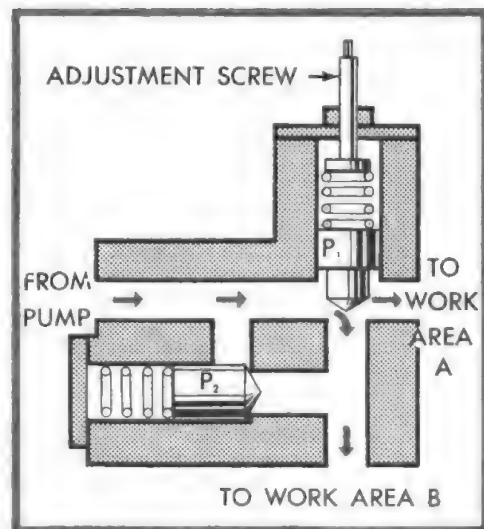 ADJUSTMENT SCREW
P₁
FROM
PUMP
TO
WORK
AREA
A
P₂
TO WORK AREA B